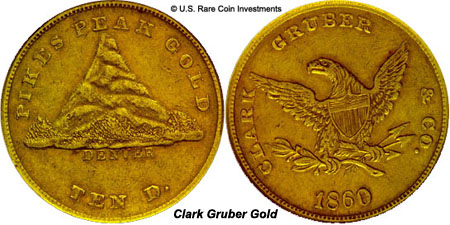 © U.S. Rare Coin Investments
PIKES PEAK GOLD
DENVER
TEN D.
CLARK GRUBER & CO.
1860
Clark Gruber Gold